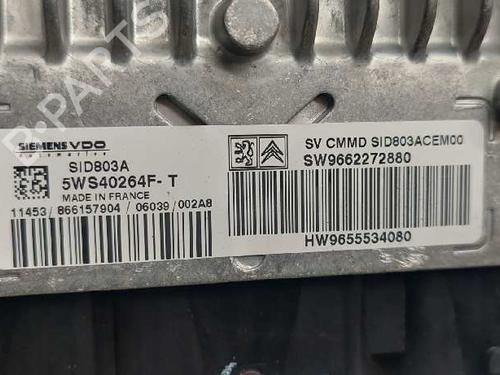 SIEMENS VDO
SID803A
5WS40264F-T
MADE IN FRANCE
11453/866157904/06039/002A8
SV CMMD SID803ACEM00
SW9662272880
HW9655534080
B-PARTS